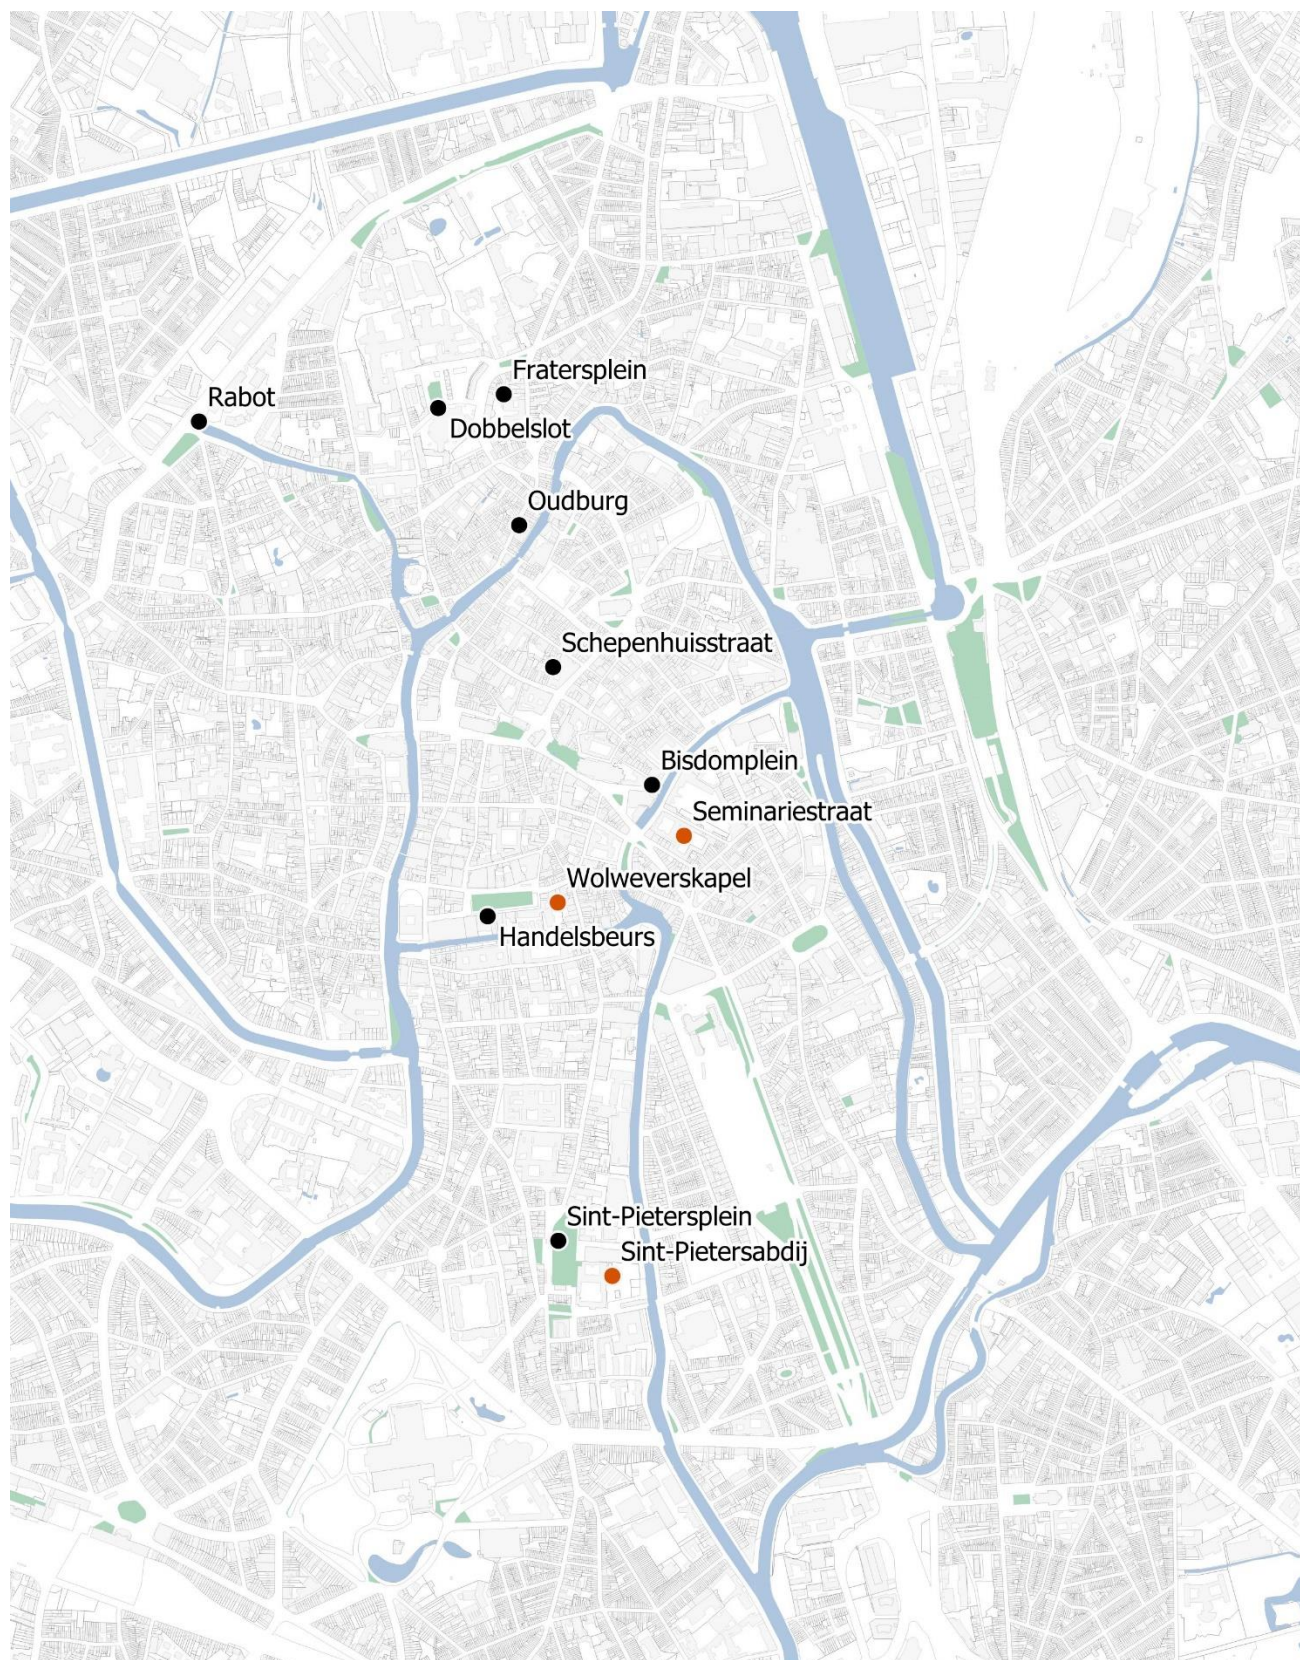 Fratersplein
Rabot
Dobbelslot
Oudburg
Schepenhuisstraat
Bisdomplein
Seminariestraat
Wolweverskapel
Handelsbeurs
Sint-Pietersplein
Sint-Pietersabdij